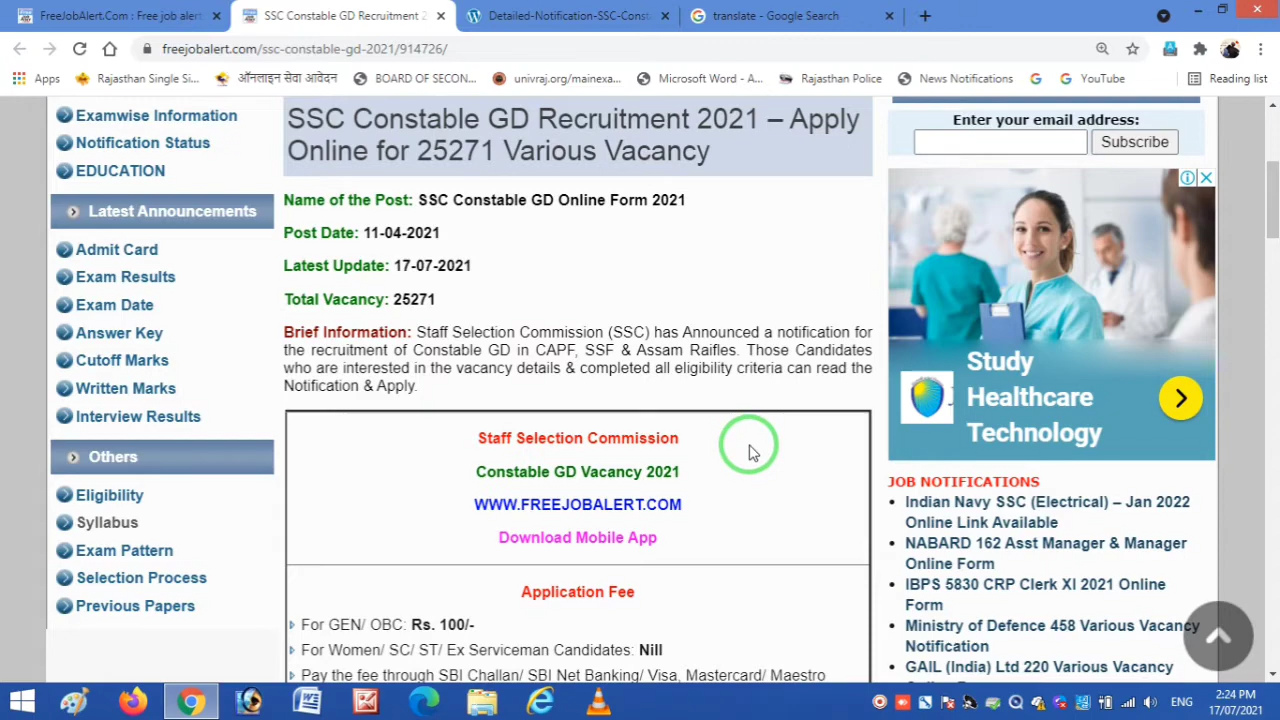 FreeJobAlert.Com : Free job alert
SSC Constable GD Recruitment 2
Detailed-Notification-SSC-Const
translate - Google Search
freejobalert.com/ssc-constable-gd-2021/914726/
Apps
Rajasthan Single Si...
ऑनलाइन सेवा आवेदन
BOARD OF SECON...
univraj.org/mainexa...
Microsoft Word - A...
Rajasthan Police
News Notifications
YouTube
Reading list
Examwise Information
Notification Status
EDUCATION
Latest Announcements
Admit Card
Exam Results
Exam Date
Answer Key
Cutoff Marks
Written Marks
Interview Results
Others
Eligibility
Syllabus
Exam Pattern
Selection Process
Previous Papers
SSC Constable GD Recruitment 2021 – Apply
Online for 25271 Various Vacancy
Name of the Post: SSC Constable GD Online Form 2021
Post Date: 11-04-2021
Latest Update: 17-07-2021
Total Vacancy: 25271
Brief Information: Staff Selection Commission (SSC) has Announced a notification for
the recruitment of Constable GD in CAPF, SSF & Assam Raifles. Those Candidates
who are interested in the vacancy details & completed all eligibility criteria can read the
Notification & Apply.
Staff Selection Commission
Constable GD Vacancy 2021
WWW.FREEJOBALERT.COM
Download Mobile App
Application Fee
For GEN/ OBC: Rs. 100/-
For Women/ SC/ ST/ Ex Serviceman Candidates: Nill
Pay the fee through SBI Challan/ SBI Net Banking/ Visa, Mastercard/ Maestro
Enter your email address:
Subscribe
Study
Healthcare
Technology
JOB NOTIFICATIONS
Indian Navy SSC (Electrical) – Jan 2022
Online Link Available
NABARD 162 Asst Manager & Manager
Online Form
IBPS 5830 CRP Clerk XI 2021 Online
Form
Ministry of Defence 458 Various Vacancy
Notification
GAIL (India) Ltd 220 Various Vacancy
ENG
2:24 PM
17/07/2021